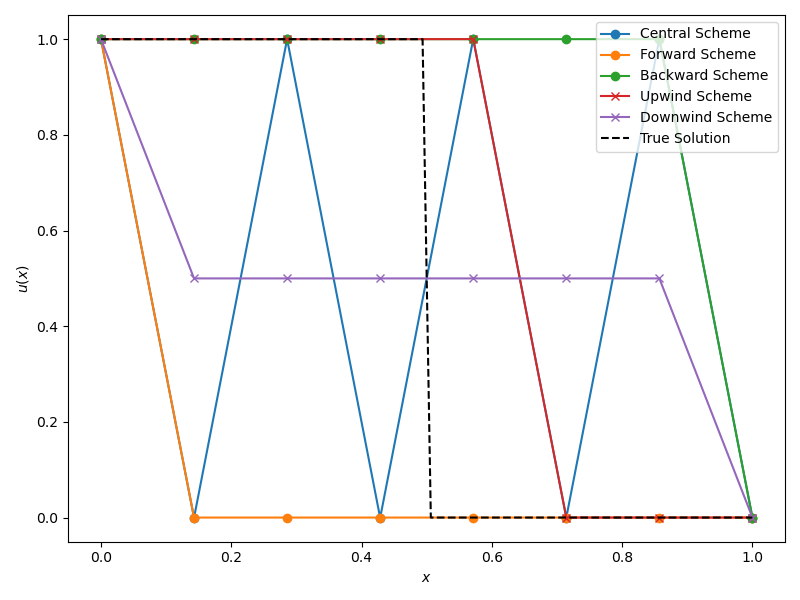 Central Scheme
Forward Scheme
Backward Scheme
Upwind Scheme
Downwind Scheme
True Solution
1.0
0.8
0.6
0.4
0.2
0.0
u(x)
0.0 0.2 0.4 0.6 0.8 1.0
x